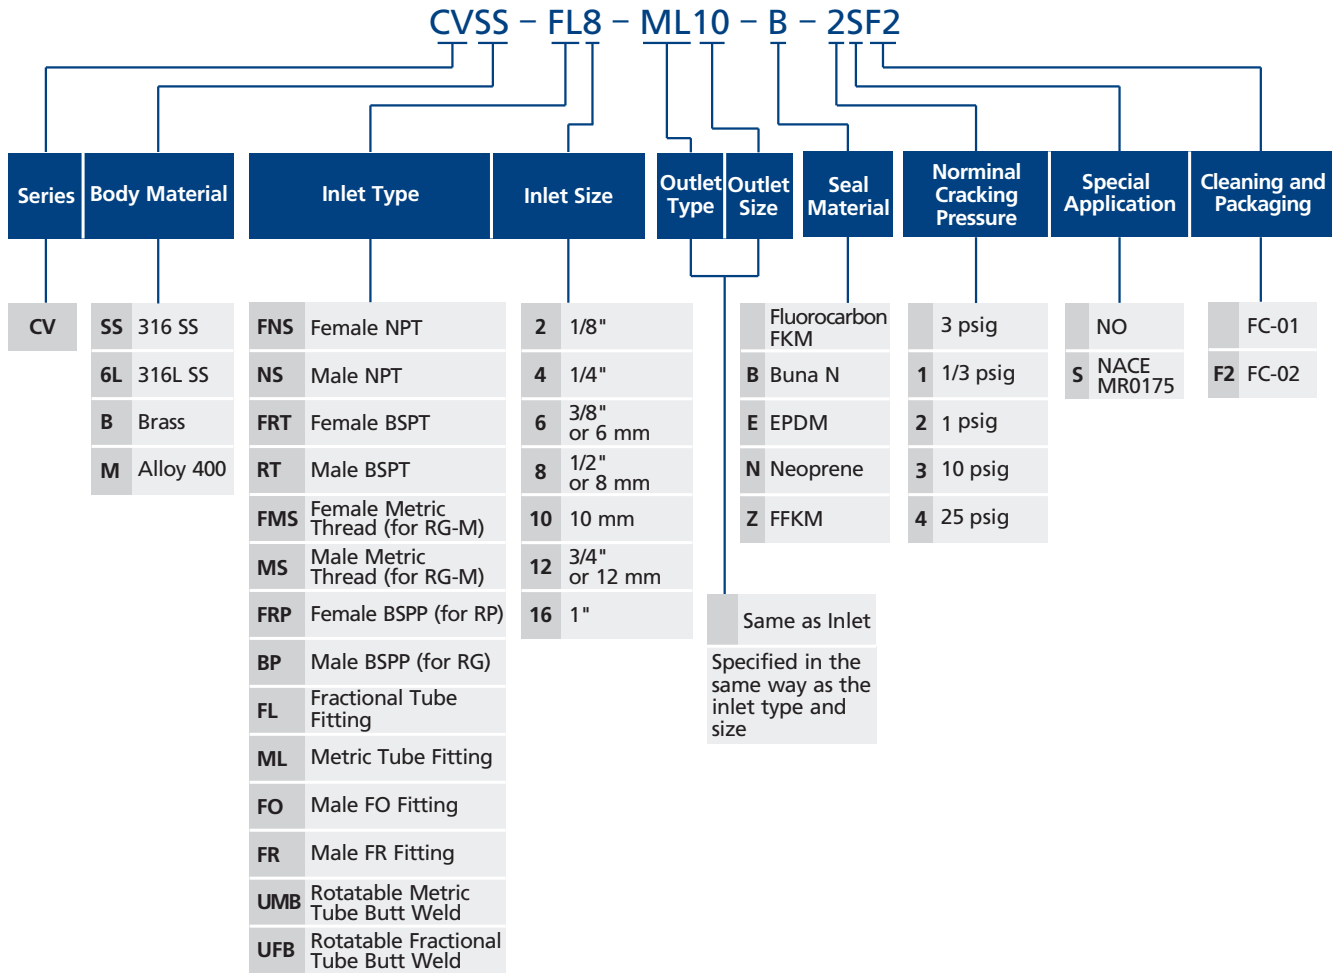 CVSS – FL8 – ML10 – B – 2SF2
Series
Body Material
Inlet Type
Inlet Size
Outlet
Type
Outlet
Size
Seal
Material
Norminal
Cracking
Pressure
Special
Application
Cleaning and
Packaging
CV
SS 316 SS
6L 316L SS
B Brass
M Alloy 400
FNS Female NPT
NS Male NPT
FRT Female BSPT
RT Male BSPT
FMS Female Metric
Thread (for RG-M)
MS Male Metric
Thread (for RG-M)
FRP Female BSPP (for RP)
BP Male BSPP (for RG)
FL Fractional Tube
Fitting
ML Metric Tube Fitting
FO Male FO Fitting
FR Male FR Fitting
UMB Rotatable Metric
Tube Butt Weld
UFB Rotatable Fractional
Tube Butt Weld
2 1/8"
4 1/4"
6 3/8"
or 6 mm
8 1/2"
or 8 mm
10 10 mm
12 3/4"
or 12 mm
16 1"
Same as Inlet
Specified in the
same way as the
inlet type and
size
Fluorocarbon
FKM
B Buna N
E EPDM
N Neoprene
Z FFKM
3 psig
1 1/3 psig
2 1 psig
3 10 psig
4 25 psig
NO
S NACE
MR0175
FC-01
F2 FC-02